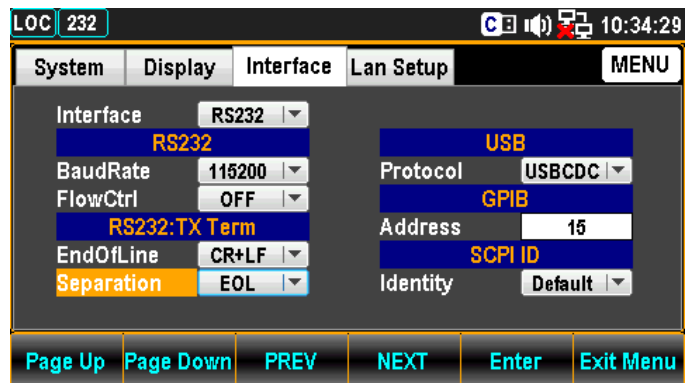 LOC 232 C 10:34:29
System Display Interface Lan Setup MENU
Interface RS232
RS232 USB
BaudRate 115200 Protocol USBCDC
FlowCtrl OFF GPIB
RS232:TX Term Address 15
EndOfLine CR+LF SCPI ID
Separation EOL Identity Default
Page Up Page Down PREV NEXT Enter Exit Menu